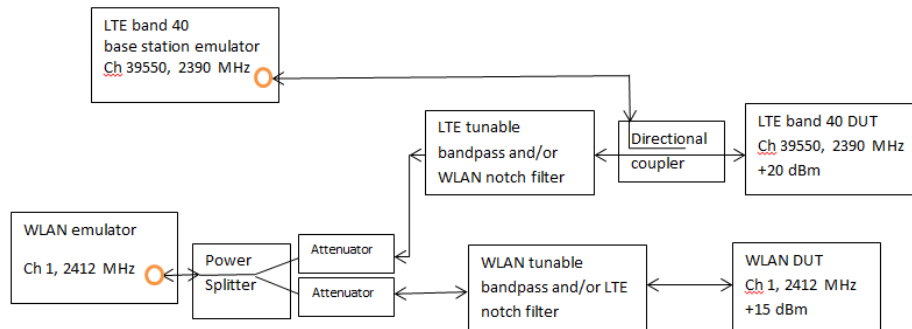 LTE band 40
base station emulator
Ch 39550, 2390 MHz
LTE tunable
bandpass and/or
WLAN notch filter
Directional
coupler
LTE band 40 DUT
Ch 39550, 2390 MHz
+20 dBm
WLAN emulator
Ch 1, 2412 MHz
Power
Splitter
Attenuator
Attenuator
WLAN tunable
bandpass and/or LTE
notch filter
WLAN DUT
Ch 1, 2412 MHz
+15 dBm